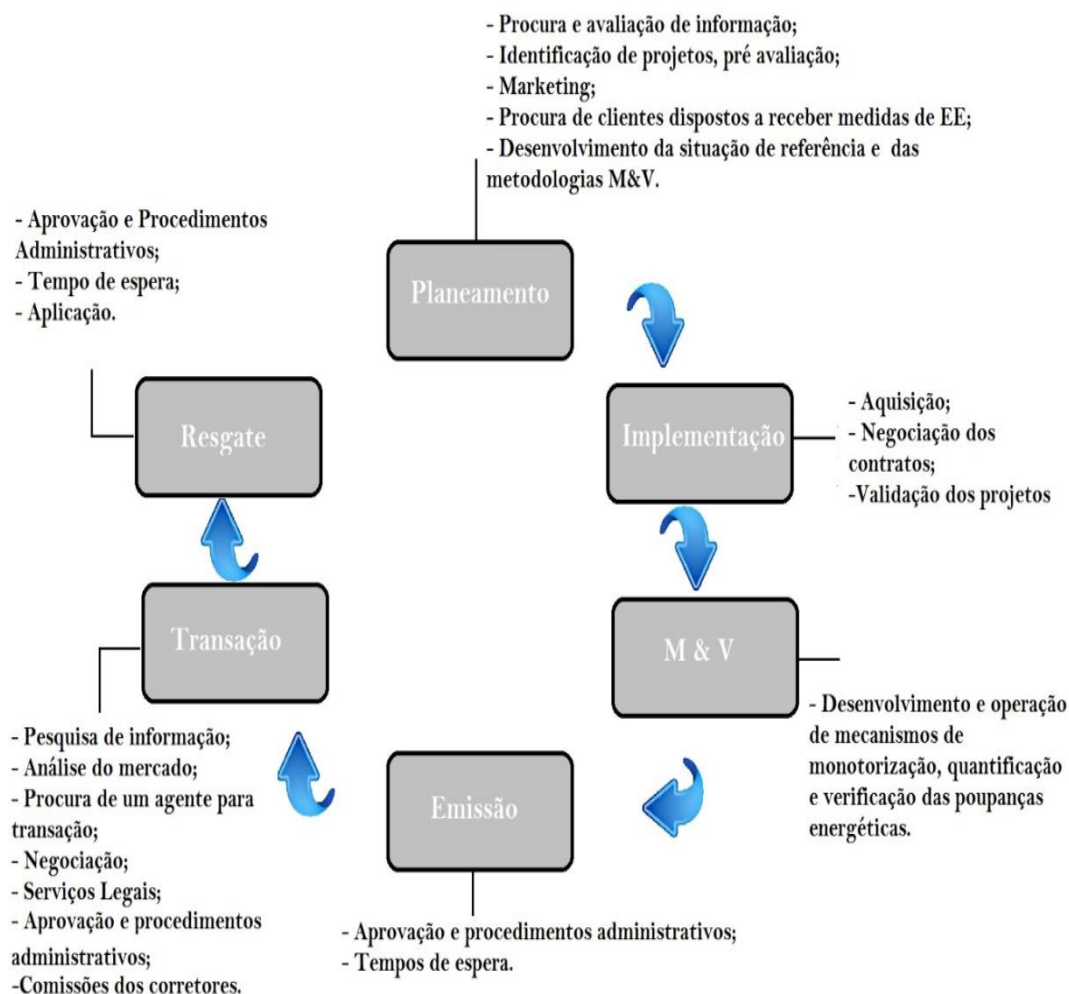 - Procura e avaliação de informação;
- Identificação de projetos, pré avaliação;
- Marketing;
- Procura de clientes dispostos a receber medidas de EE;
- Desenvolvimento da situação de referência e das
metodologias M&V.
Planeamento
- Aprovação e Procedimentos
Administrativos;
- Tempo de espera;
- Aplicação.
Resgate
Implementação
- Aquisição;
- Negociação dos
contratos;
-Validação dos projetos
Transação
M & V
- Desenvolvimento e operação
de mecanismos de
monotorização, quantificação
e verificação das poupanças
energéticas.
- Pesquisa de informação;
- Análise do mercado;
- Procura de um agente para
transação;
- Negociação;
- Serviços Legais;
- Aprovação e procedimentos
administrativos;
-Comissões dos corretores.
Emissão
- Aprovação e procedimentos administrativos;
- Tempos de espera.